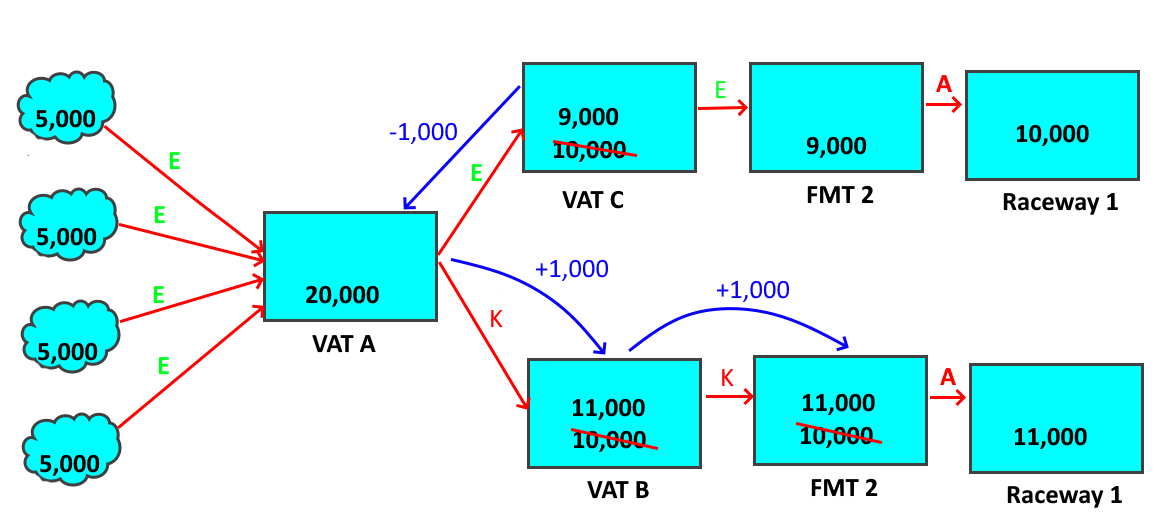 5,000
E
5,000
E
5,000
E
5,000
E
20,000
VAT A
-1,000
E
9,000
10,000
VAT C
E
9,000
FMT 2
A
10,000
Raceway 1
+1,000
K
11,000
10,000
VAT B
+1,000
K
11,000
10,000
FMT 2
A
11,000
Raceway 1